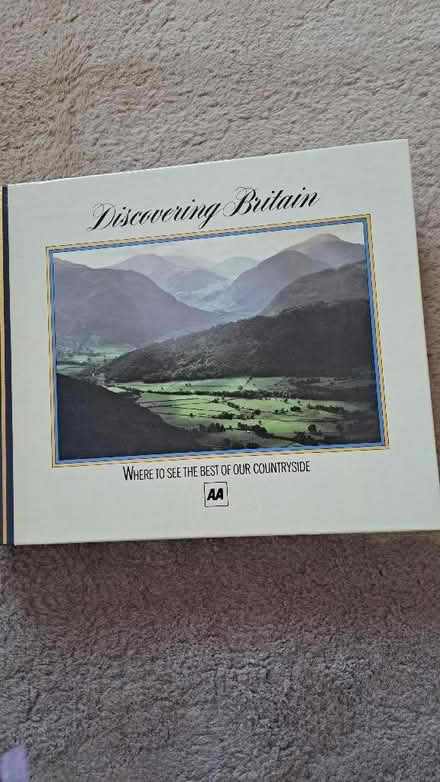 Discovering Britain
WHERE TO SEE THE BEST OF OUR COUNTRYSIDE
AA